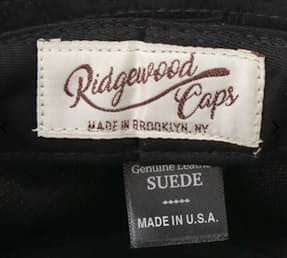 Ridgewood
Caps
MADE IN BROOKLYN, NY
Genuine Leather
SUEDE
MADE IN U.S.A.